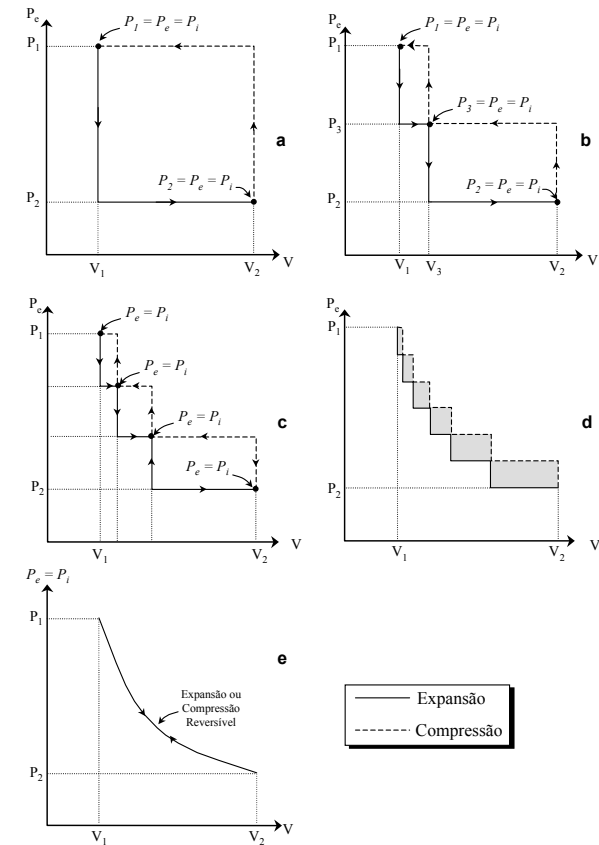 Pe
P1 = Pe = Pi
P1
a
P2 = Pe = Pi
P2
V1
V2
V
Pe
P1 = Pe = Pi
P1
P3 = Pe = Pi
P3
b
P2 = Pe = Pi
P2
V1
V3
V2
V
Pe
Pe = Pi
P1
Pe = Pi
Pe = Pi
c
Pe = Pi
P2
V1
V2
V
Pe
P1
d
P2
V1
V2
V
Pe = Pi
P1
e
Expansão ou
Compressão
Reversível
P2
V1
V2
V
Expansão
Compressão